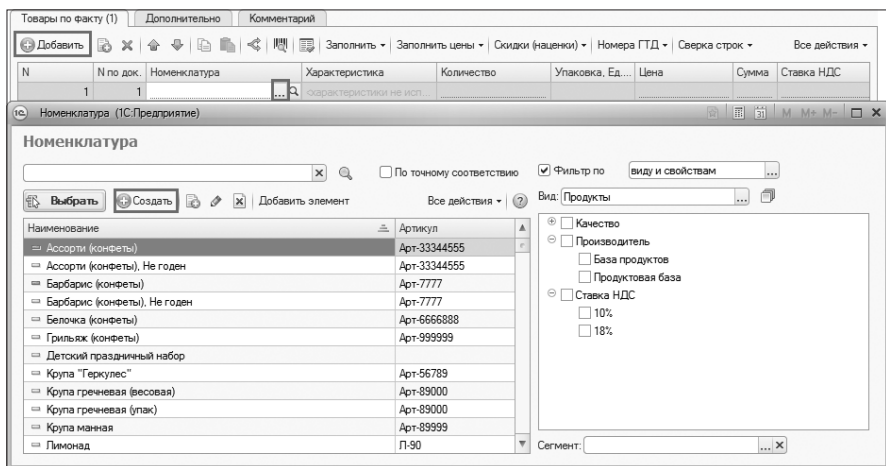 Товары по факту (1) Дополнительно Комментарий
Добавить Заполнить Заполнить цены Скидки (наценки) Номера ГТД Сверка строк Все действия
N N по док. Номенклатура Характеристика Количество Упаковка, Ед.... Цена Сумма Ставка НДС
1 1 ... <характеристики не исп...
1С Номенклатура (1С:Предприятие) 31 M M+ M-
Номенклатура
По точному соответствию Фильтр по виду и свойствам ...
Выбрать Создать Добавить элемент Все действия ? Вид: Продукты ...
Наименование Артикул
Ассорти (конфеты) Арт-33344555
Ассорти (конфеты), Не годен Арт-33344555
Барбарис (конфеты) Арт-7777
Барбарис (конфеты), Не годен Арт-7777
Белочка (конфеты) Арт-6666888
Грильяж (конфеты) Арт-999999
Детский праздничный набор
Крупа "Геркулес" Арт-56789
Крупа гречневая (весовая) Арт-89000
Крупа гречневая (упак) Арт-89000
Крупа манная Арт-89999
Лимонад Л-90
Качество
Производитель
База продуктов
Продуктовая база
Ставка НДС
10%
18%
Сегмент: ...